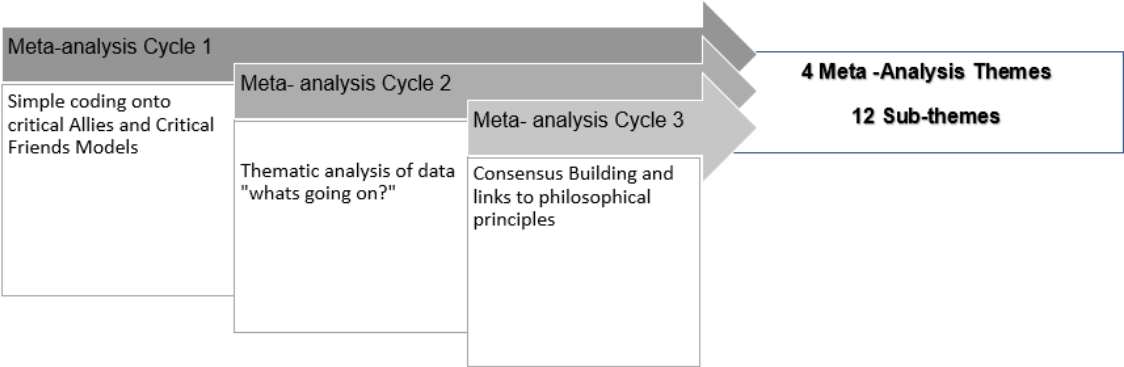 Meta-analysis Cycle 1
Simple coding onto
critical Allies and Critical
Friends Models
Meta- analysis Cycle 2
Thematic analysis of data
"whats going on?"
Meta- analysis Cycle 3
Consensus Building and
links to philosophical
principles
4 Meta -Analysis Themes
12 Sub-themes